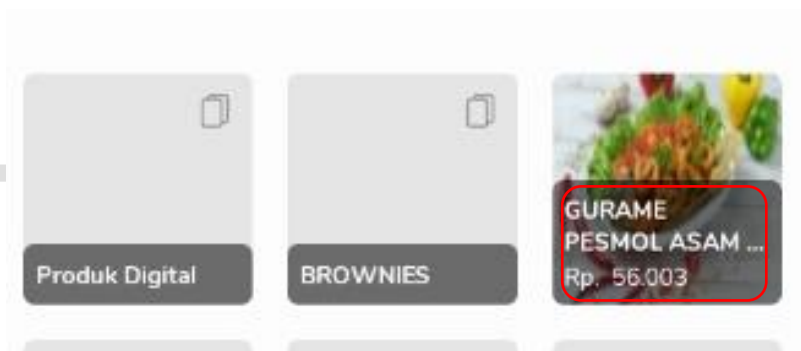 Produk Digital
BROWNIES
GURAME
PESMOL ASAM ...
Rp. 56.003